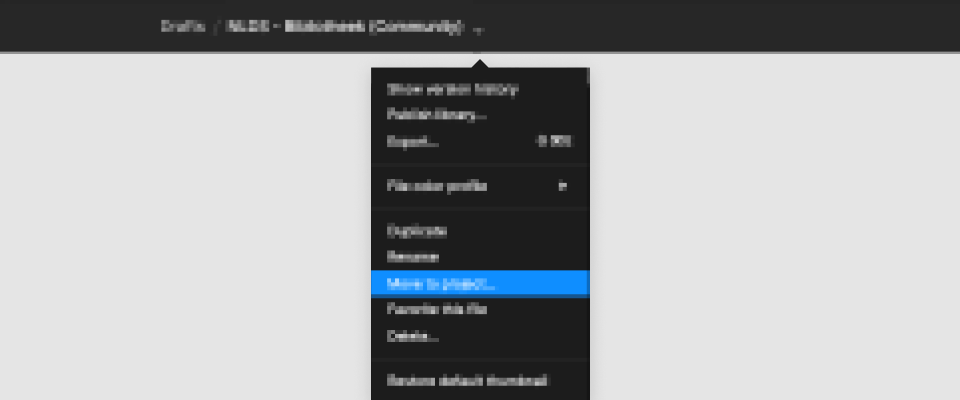 Drafts / NLDS - Bibliotheek (Community)
Show version history
Publish library...
Export...
File color profile
Duplicate
Rename
Move to project...
Favorite this file
Delete...
Restore default thumbnail